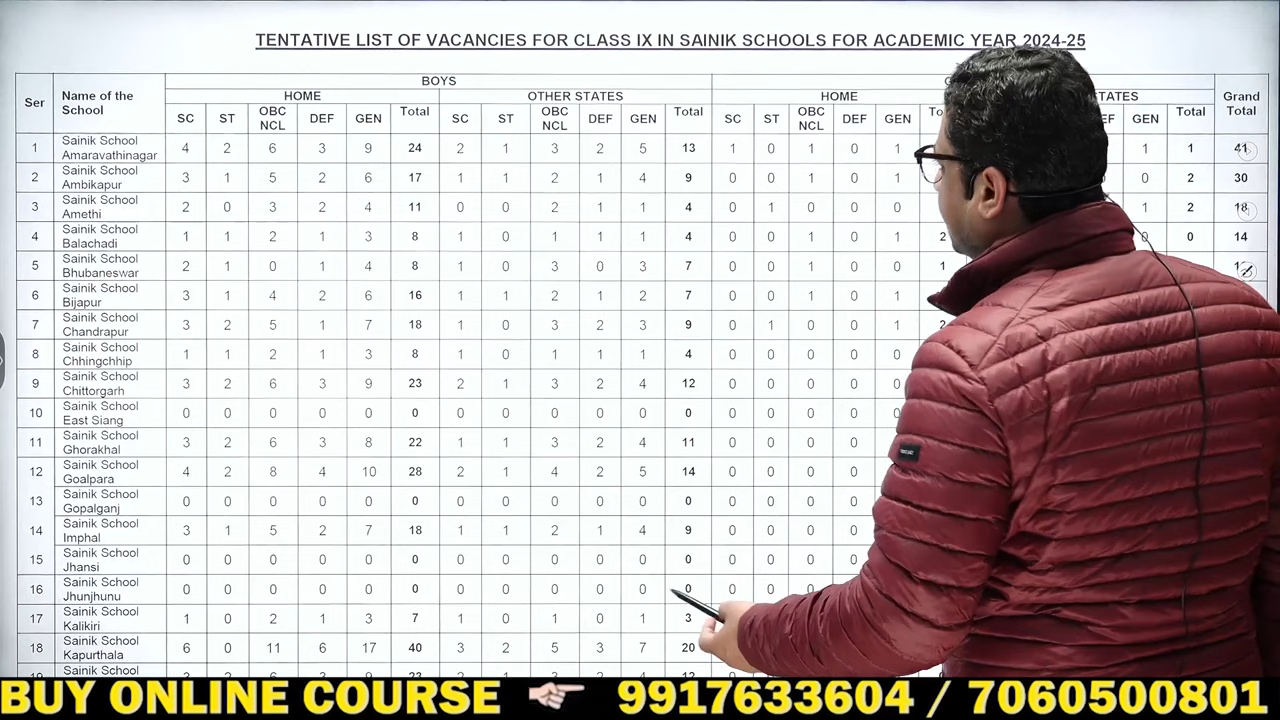 TENTATIVE LIST OF VACANCIES FOR CLASS IX IN SAINIK SCHOOLS FOR ACADEMIC YEAR 2024-25
Ser Name of the School BOYS Grand Total
HOME OTHER STATES HOME
SC ST OBC NCL DEF GEN Total SC ST OBC NCL DEF GEN Total SC ST OBC NCL DEF GEN GEN Total
1 Sainik School Amaravathinagar 4 2 6 3 9 24 2 1 3 2 5 13 1 0 1 0 1 1 1 41
2 Sainik School Ambikapur 3 1 5 2 6 17 1 1 2 1 4 9 0 0 1 0 1 0 2 30
3 Sainik School Amethi 2 0 3 2 4 11 0 0 2 1 1 4 0 1 0 0 0 1 2 18
4 Sainik School Balachadi 1 1 2 1 3 8 1 0 1 1 1 4 0 0 1 0 1 2 0 0 14
5 Sainik School Bhubaneswar 2 1 0 1 4 8 1 0 3 0 3 7 0 0 1 0 0 1
6 Sainik School Bijapur 3 1 4 2 6 16 1 1 2 1 2 7 0 0 1 0 1
7 Sainik School Chandrapur 3 2 5 1 7 18 1 0 3 2 3 9 0 1 0 0 1 2
8 Sainik School Chhingchhip 1 1 2 1 3 8 1 0 1 1 1 4 0 0 0 0 0
9 Sainik School Chittorgarh 3 2 6 3 9 23 2 1 3 2 4 12 0 0 0 0 0
10 Sainik School East Siang 0 0 0 0 0 0 0 0 0 0 0 0 0 0 0 0
11 Sainik School Ghorakhal 3 2 6 3 8 22 1 1 3 2 4 11 0 0 0 0
12 Sainik School Goalpara 4 2 8 4 10 28 2 1 4 2 5 14 0 0 0 0
13 Sainik School Gopalganj 0 0 0 0 0 0 0 0 0 0 0 0 0 0 0 0
14 Sainik School Imphal 3 1 5 2 7 18 1 1 2 1 4 9 0 0 0 0
15 Sainik School Jhansi 0 0 0 0 0 0 0 0 0 0 0 0 0 0 0 0
16 Sainik School Jhunjhunu 0 0 0 0 0 0 0 0 0 0 0 0 0 0 0 0
17 Sainik School Kalikiri 1 0 2 1 3 7 1 0 1 0 1 3 0 0 0
18 Sainik School Kapurthala 6 0 11 6 17 40 3 2 5 3 7 20
Sainik School
BUY ONLINE COURSE 9917633604 / 7060500801